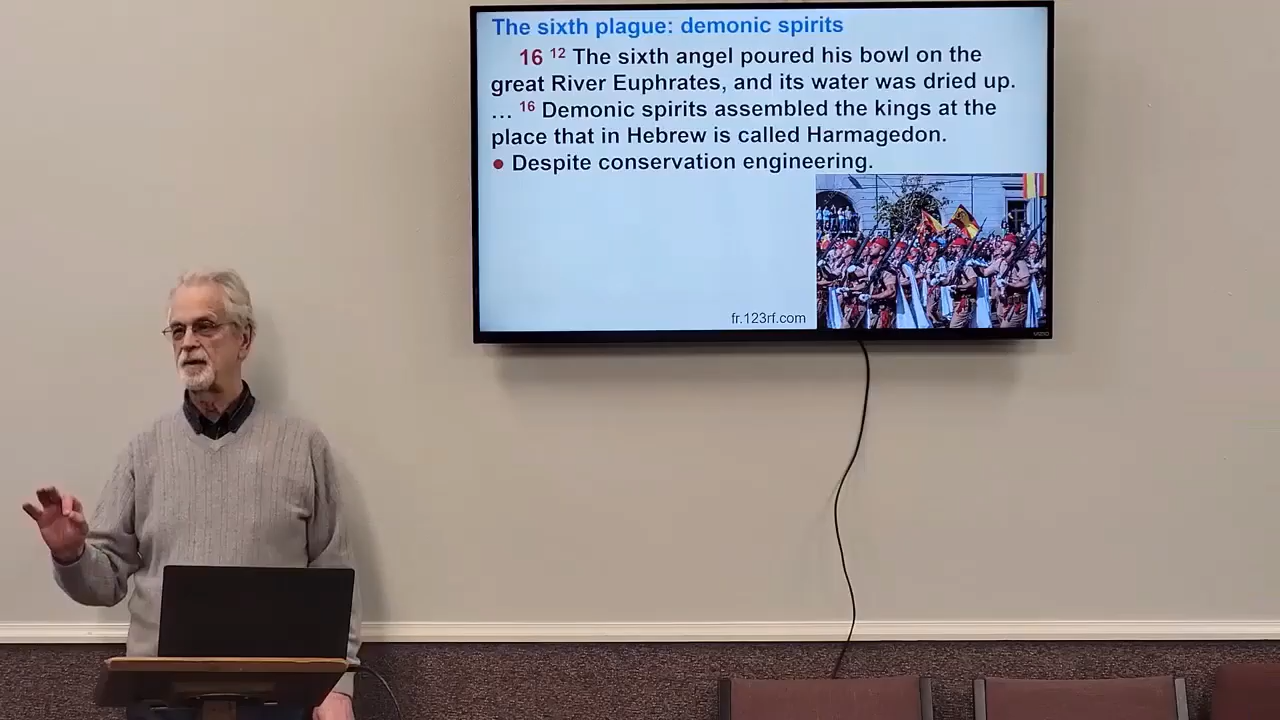 The sixth plague: demonic spirits
16 12 The sixth angel poured his bowl on the
great River Euphrates, and its water was dried up.
... 16 Demonic spirits assembled the kings at the
place that in Hebrew is called Harmagedon.
● Despite conservation engineering.
fr.123rf.com
VIZIO